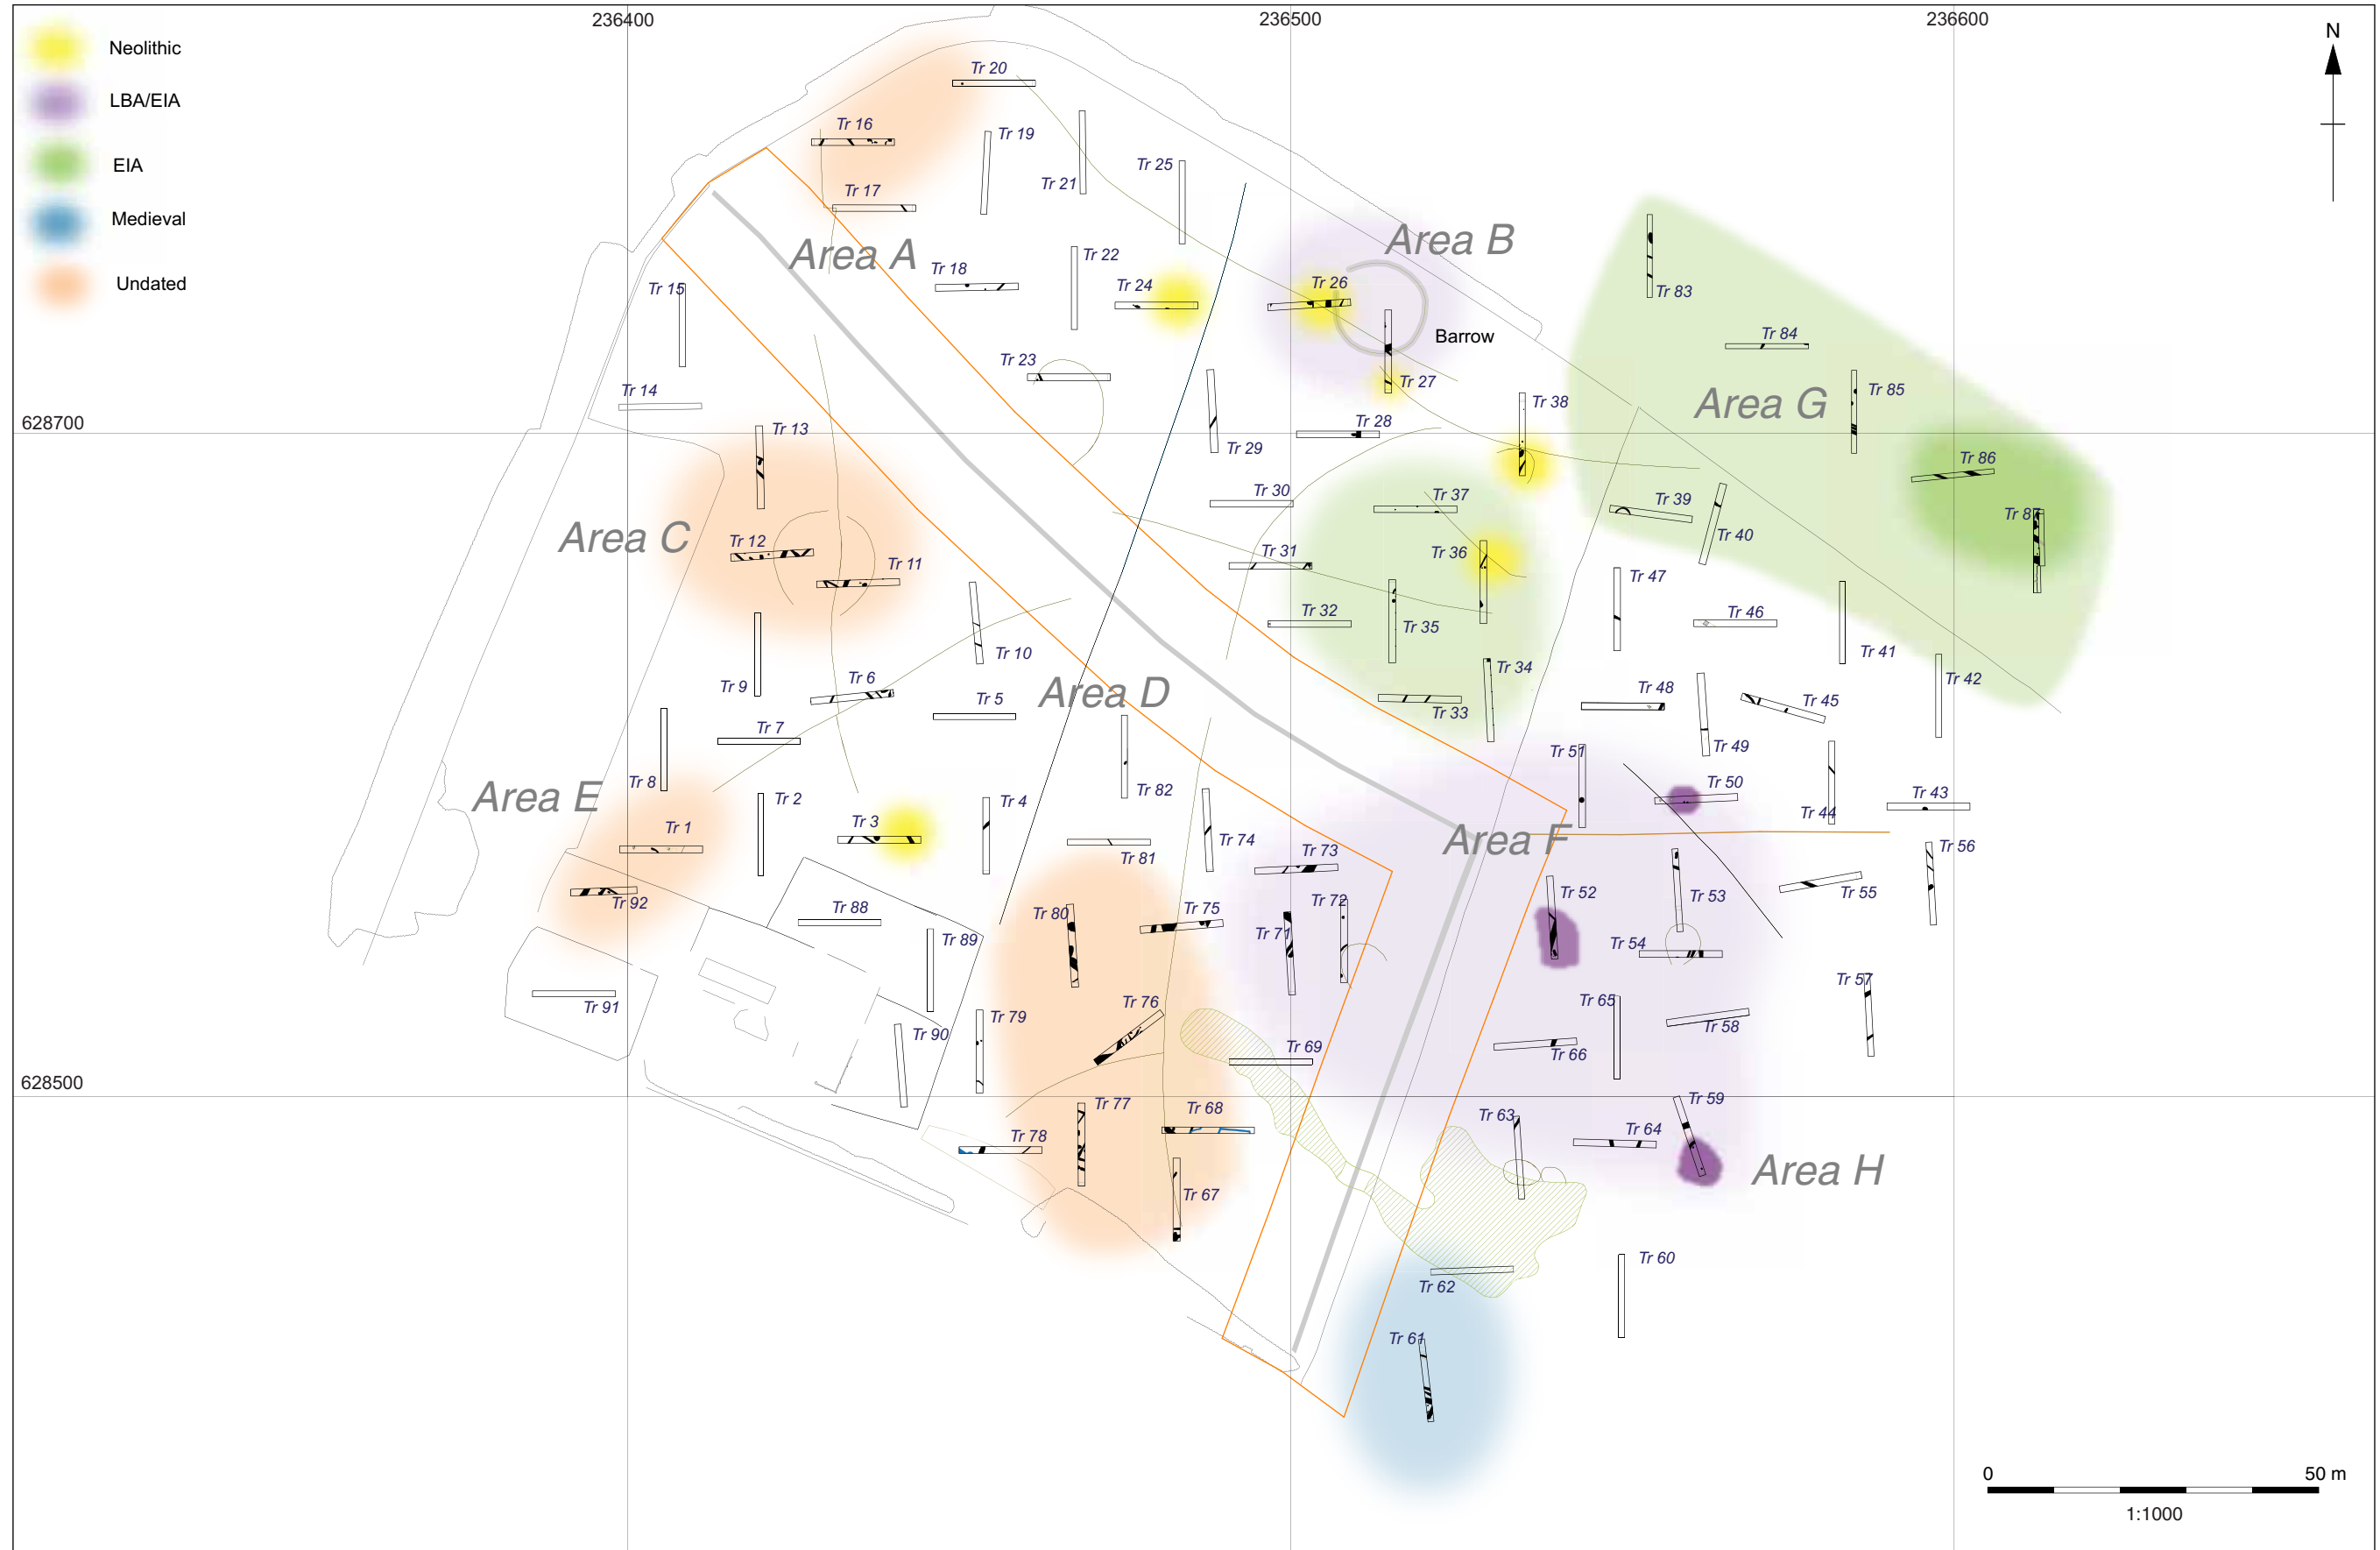 236400
236500
236600
N
Neolithic
LBA/EIA
EIA
Medieval
Undated
Tr 20
Tr 16
Tr 19
Tr 25
Tr 21
Tr 17
Area A
Area B
Tr 22
Tr 18
Tr 15
Tr 24
Tr 26
Tr 83
Barrow
Tr 84
Tr 23
Tr 27
Tr 14
Tr 85
Tr 38
Area G
628700
Tr 13
Tr 28
Tr 29
Tr 86
Tr 30
Tr 37
Tr 39
Tr 87
Area C
Tr 12
Tr 40
Tr 31
Tr 36
Tr 11
Tr 47
Tr 32
Tr 46
Tr 35
Tr 10
Tr 41
Tr 34
Tr 6
Tr 42
Tr 9
Area D
Tr 48
Tr 5
Tr 45
Tr 33
Tr 7
Tr 49
Tr 51
Tr 8
Tr 50
Tr 82
Area E
Tr 2
Tr 4
Tr 43
Tr 44
Tr 3
Tr 1
Area F
Tr 74
Tr 56
Tr 73
Tr 81
Tr 52
Tr 55
Tr 53
Tr 72
Tr 92
Tr 88
Tr 75
Tr 80
Tr 71
Tr 89
Tr 54
Tr 57
Tr 76
Tr 65
Tr 91
Tr 79
Tr 58
Tr 90
Tr 69
Tr 66
628500
Tr 59
Tr 77
Tr 68
Tr 63
Tr 64
Tr 78
Area H
Tr 67
Tr 60
Tr 62
Tr 61
0
50 m
1:1000